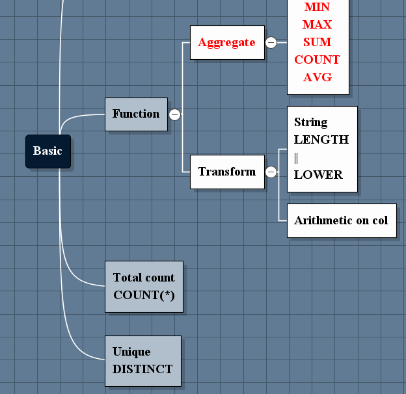 MIN
MAX
SUM
Aggregate
COUNT
AVG
Function
String
LENGTH
||
LOWER
Basic
Transform
Arithmetic on col
Total count
COUNT(*)
Unique
DISTINCT